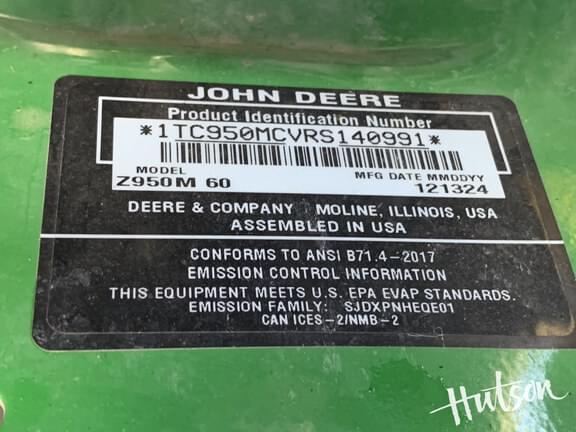 JOHN DEERE
Product Identification Number
*1TC950MCVRS140991*
MODEL MFG DATE MMDDYY
Z950M 60 121324
DEERE & COMPANY MOLINE, ILLINOIS, USA
ASSEMBLED IN USA
CONFORMS TO ANSI B71.4-2017
EMISSION CONTROL INFORMATION
THIS EQUIPMENT MEETS U.S. EPA EVAP STANDARDS.
EMISSION FAMILY: SJDXPNHEQE01
CAN ICES-2/NMB-2
Hutson